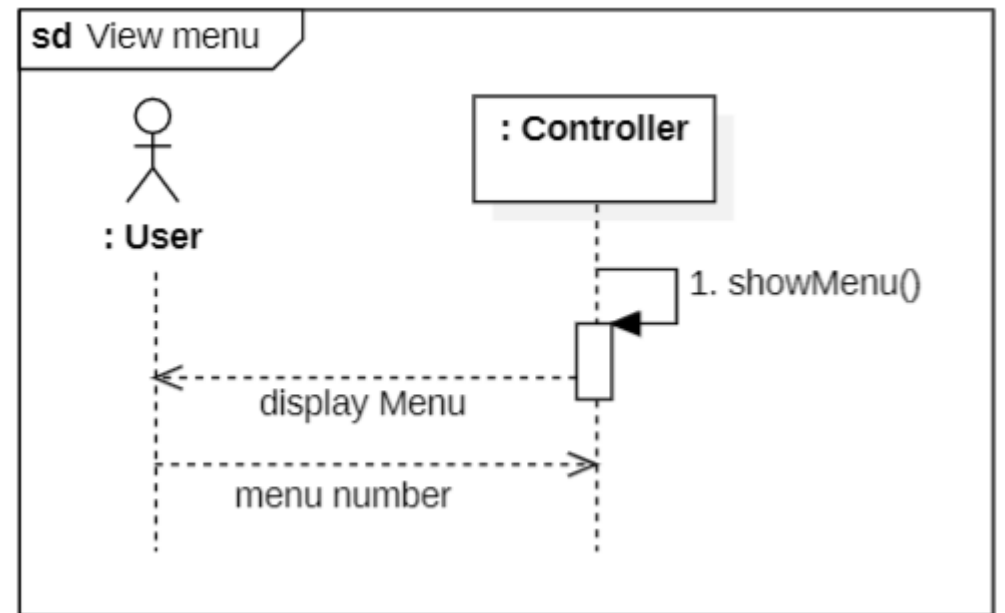 sd View menu
: Controller
: User
1. showMenu()
display Menu
menu number